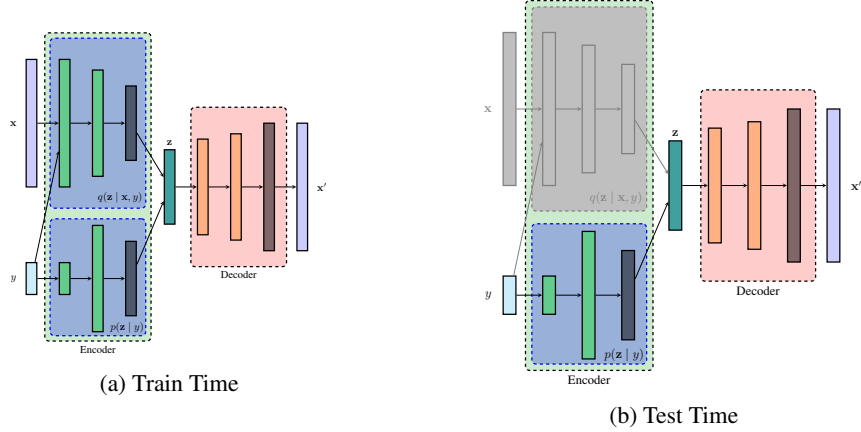 x
q(z | x, y)
z
x′
y
p(z | y)
Decoder
Encoder
(a) Train Time
x
q(z | x, y)
z
x′
y
p(z | y)
Decoder
Encoder
(b) Test Time